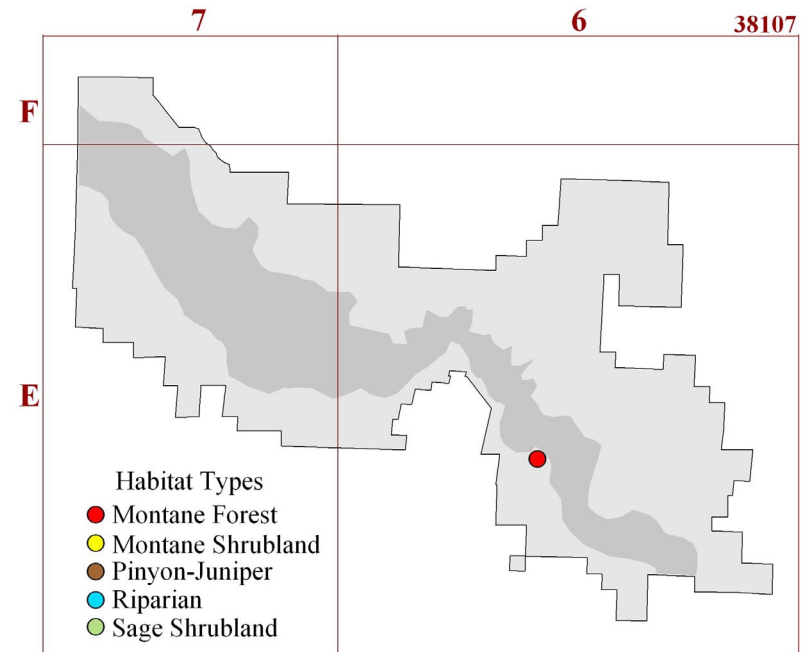 7 6 38107
F
E
Habitat Types
Montane Forest
Montane Shrubland
Pinyon-Juniper
Riparian
Sage Shrubland